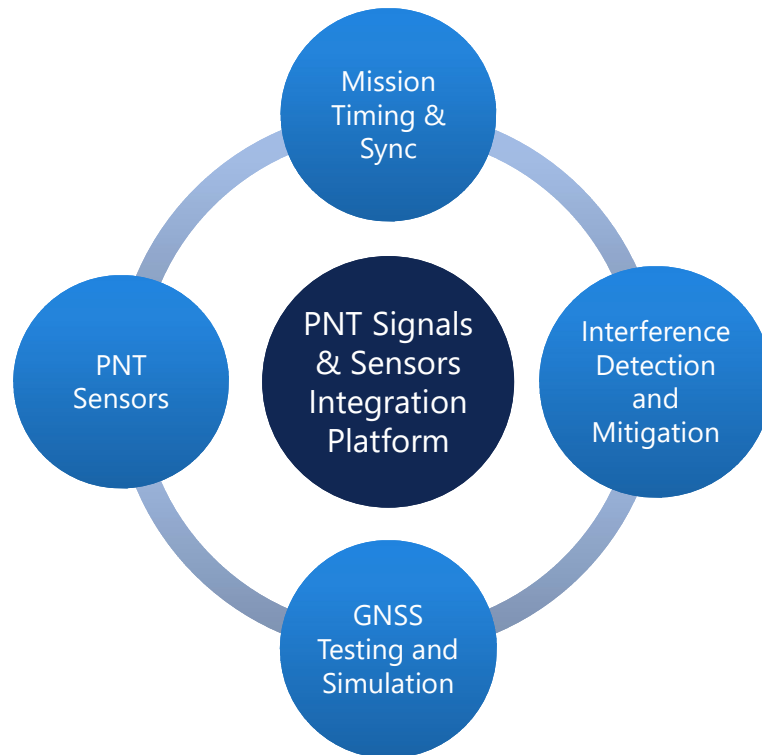 Mission
Timing &
Sync
PNT
Sensors
PNT Signals
& Sensors
Integration
Platform
Interference
Detection
and
Mitigation
GNSS
Testing and
Simulation